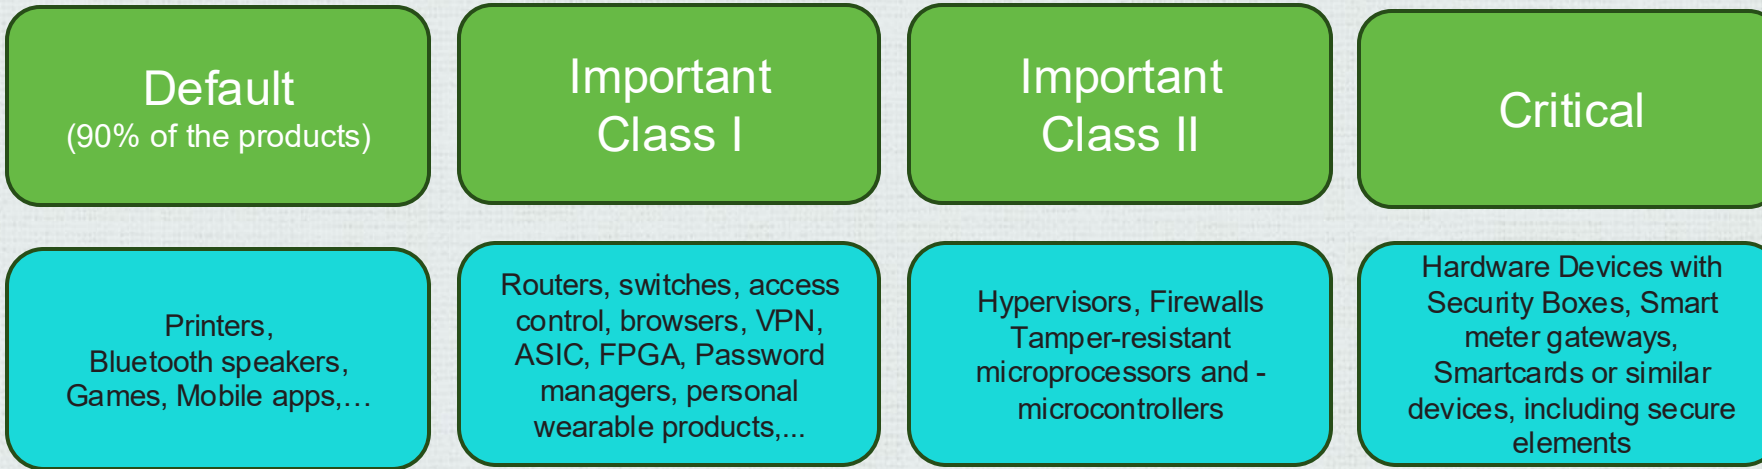 Default
(90% of the products)
Important
Class I
Important
Class II
Critical
Printers,
Bluetooth speakers,
Games, Mobile apps,…
Routers, switches, access
control, browsers, VPN,
ASIC, FPGA, Password
managers, personal
wearable products,...
Hypervisors, Firewalls
Tamper-resistant
microprocessors and -
microcontrollers
Hardware Devices with
Security Boxes, Smart
meter gateways,
Smartcards or similar
devices, including secure
elements